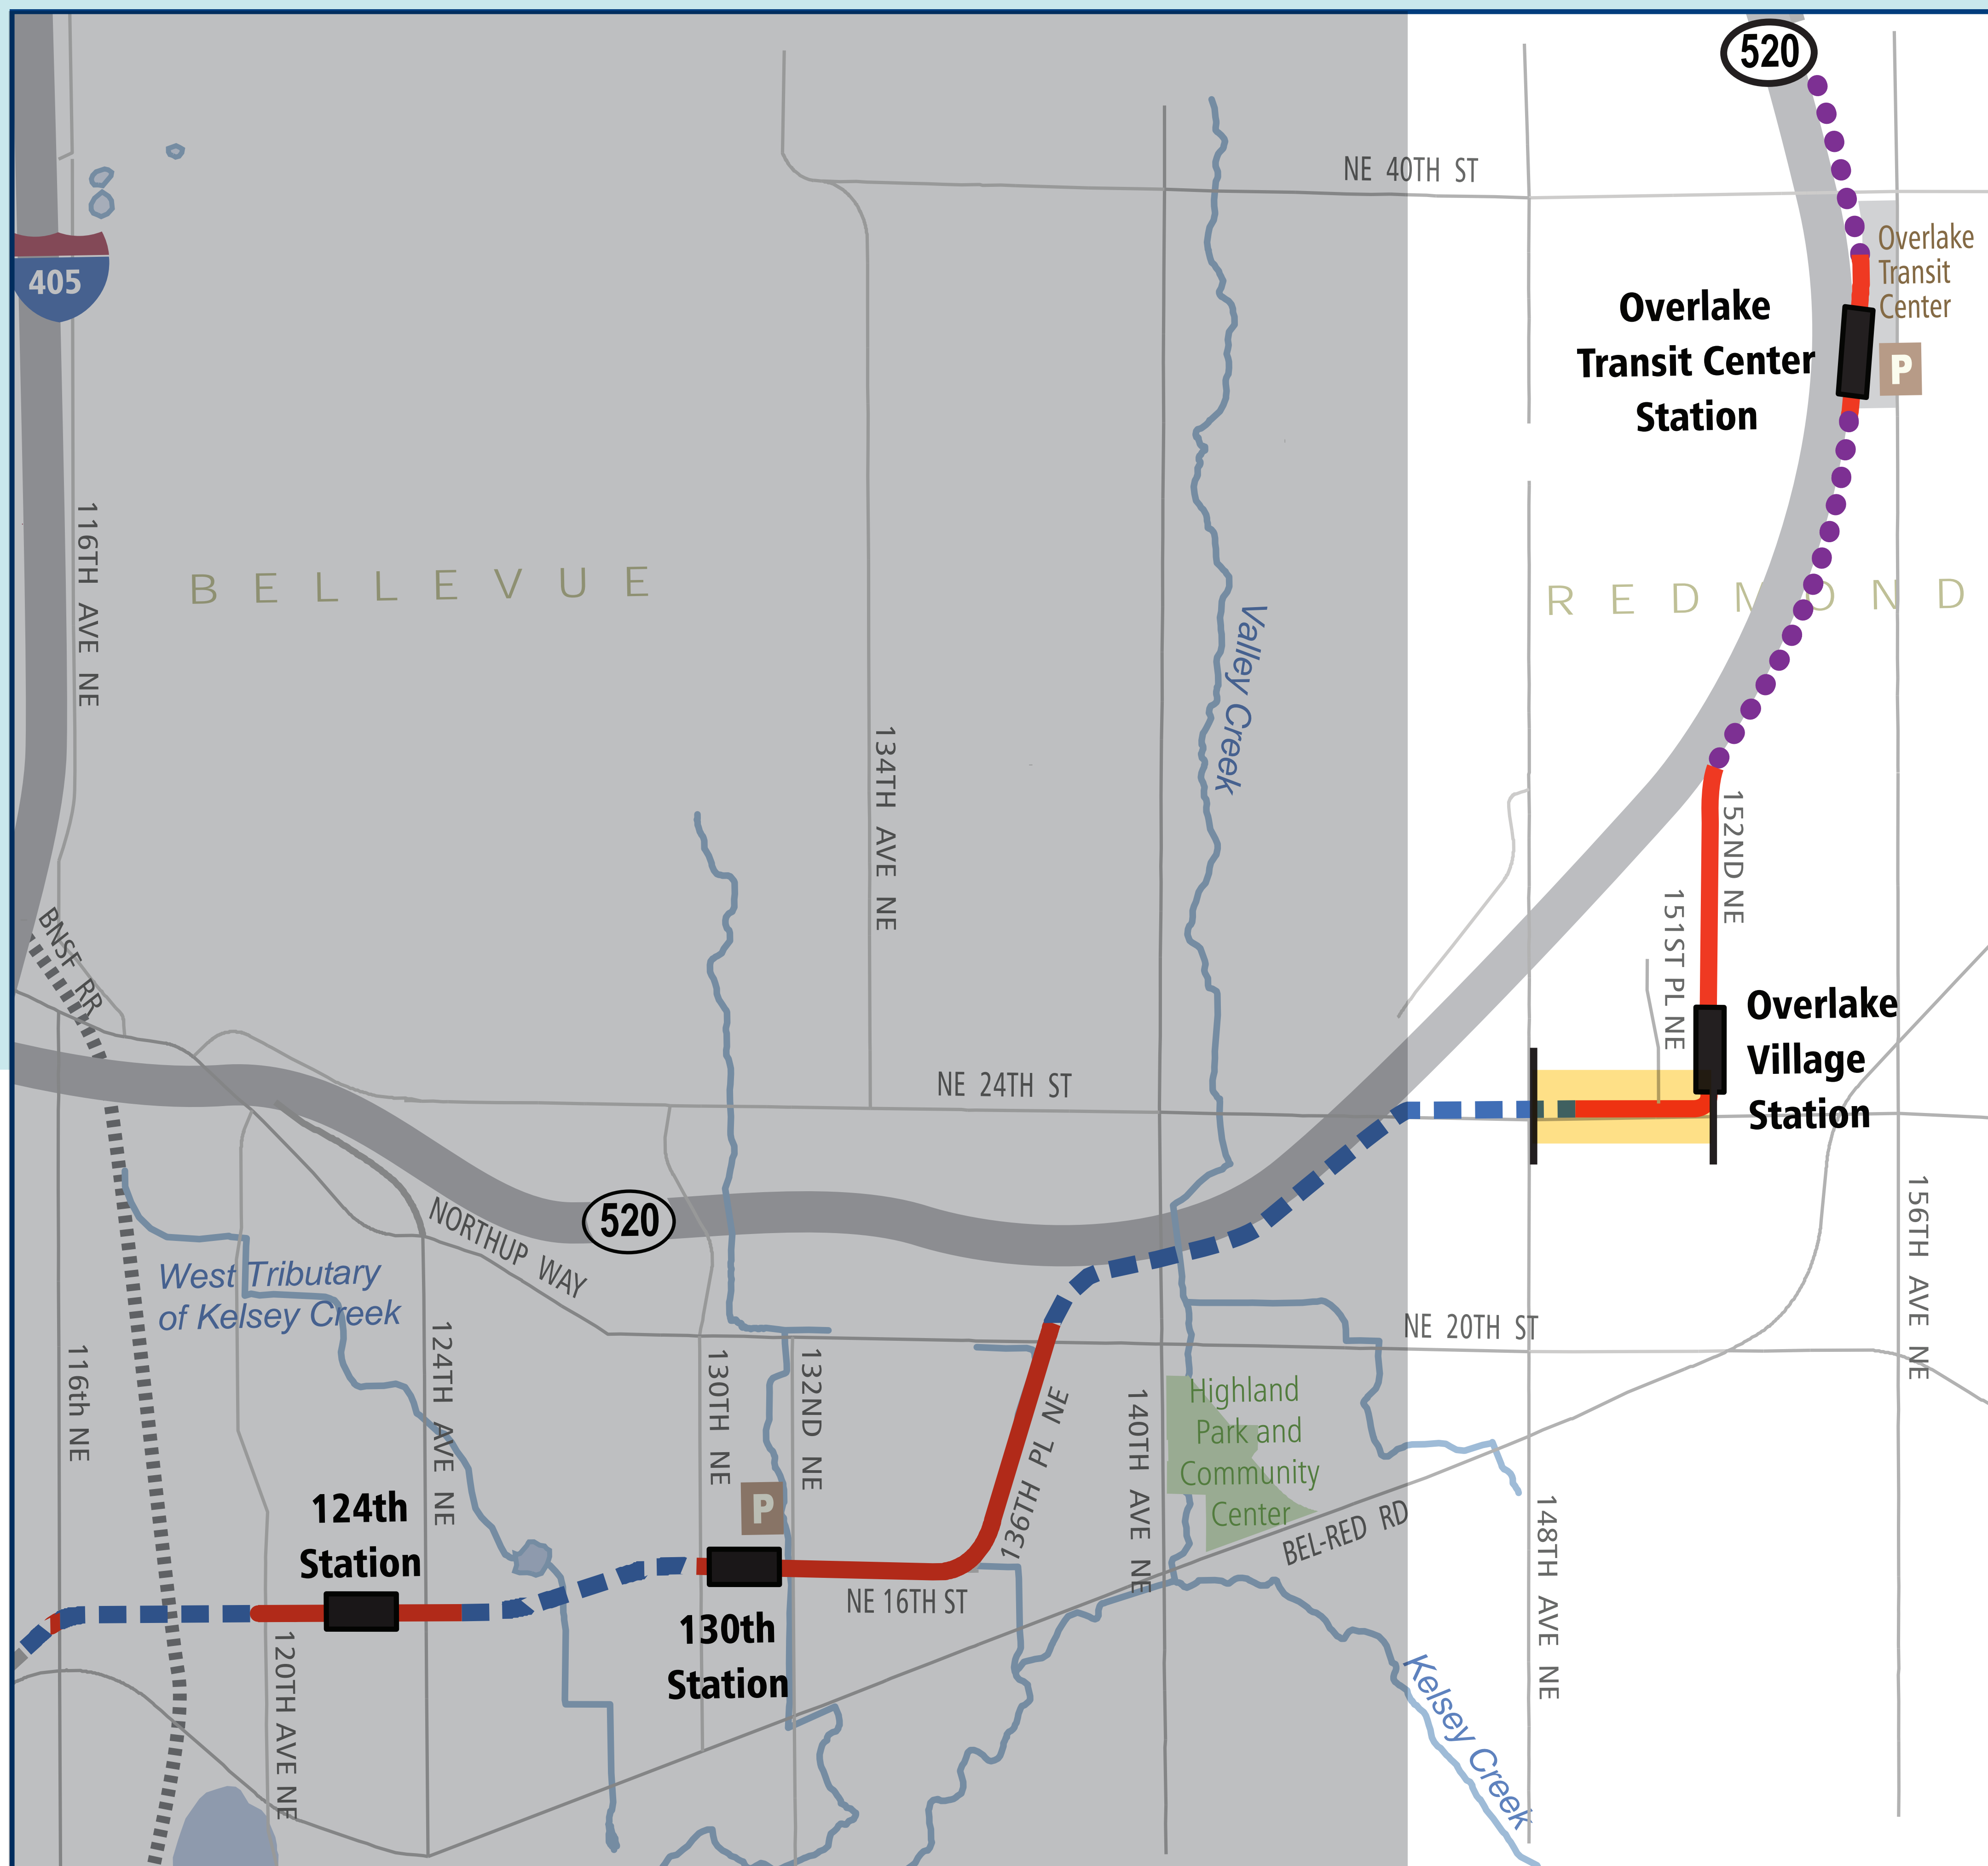 520
NE 40TH ST
Overlake
Transit
Center
P
405
Overlake
Transit Center
Station
116TH AVE NE
BELLEVUE
REDMOND
Valley Creek
134TH AVE NE
152ND NE
151ST PL NE
BNSF RR
Overlake
Village
Station
NE 24TH ST
NORTHUP WAY
520
156TH AVE NE
West Tributary
of Kelsey Creek
NE 20TH ST
116th NE
124TH AVE NE
130TH NE
132ND NE
136TH PL NE
140TH AVE NE
Highland
Park and
Community
Center
BEL-RED RD
148TH AVE NE
P
124th
Station
NE 16TH ST
130th
Station
120TH AVE NE
Kelsey Creek